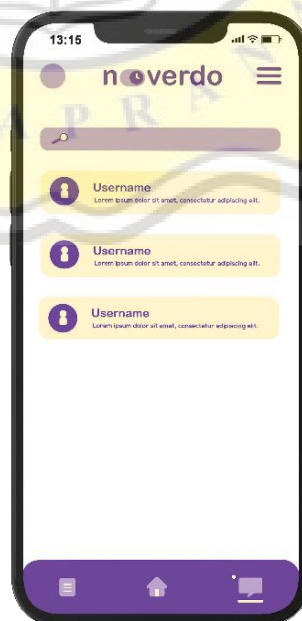 13:15
noverdo
Username
Lorem ipsum dolor sit amet, consectetur adipiscing elit.
Username
Lorem ipsum dolor sit amet, consectetur adipiscing elit.
Username
Lorem ipsum dolor sit amet, consectetur adipiscing elit.